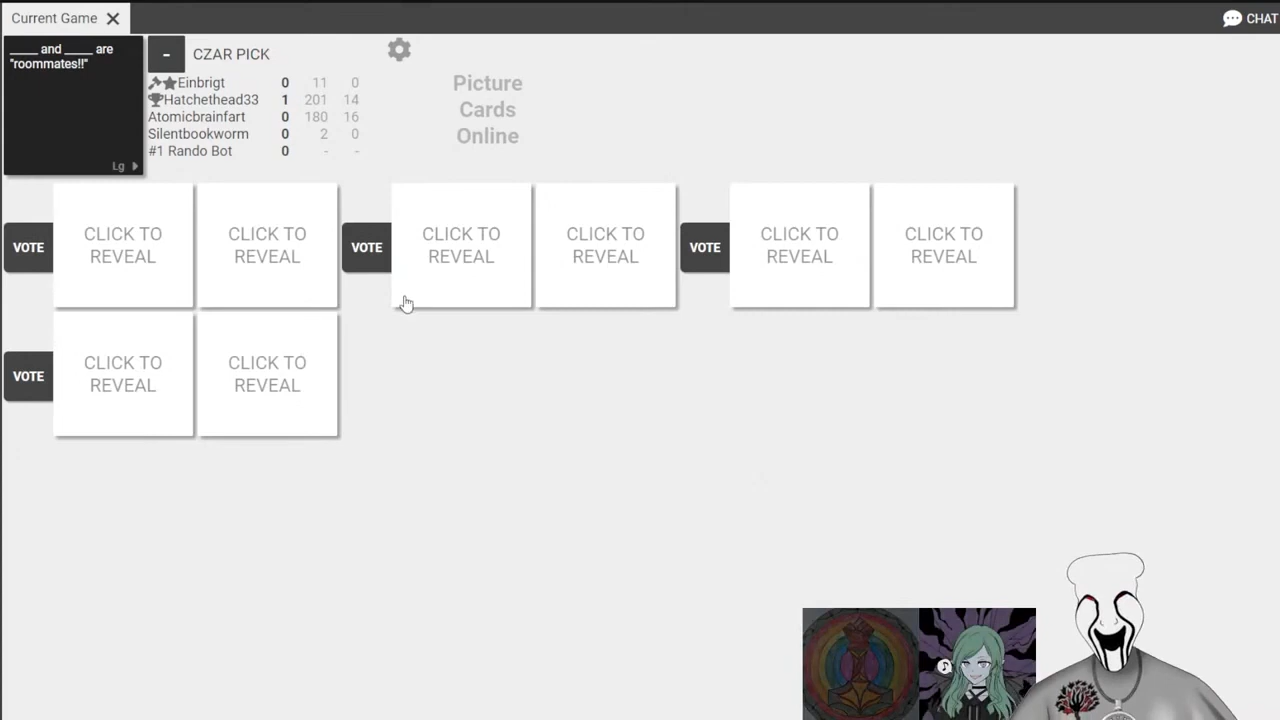 Current Game
CHAT
_____ and _____ are
"roommates!!"
Lg
-
CZAR PICK
Einbrigt 0 11 0
Hatchethead33 1 201 14
Atomicbrainfart 0 180 16
Silentbookworm 0 2 0
#1 Rando Bot 0 - -
Picture
Cards
Online
VOTE
CLICK TO
REVEAL
CLICK TO
REVEAL
VOTE
CLICK TO
REVEAL
CLICK TO
REVEAL
VOTE
CLICK TO
REVEAL
CLICK TO
REVEAL
VOTE
CLICK TO
REVEAL
CLICK TO
REVEAL